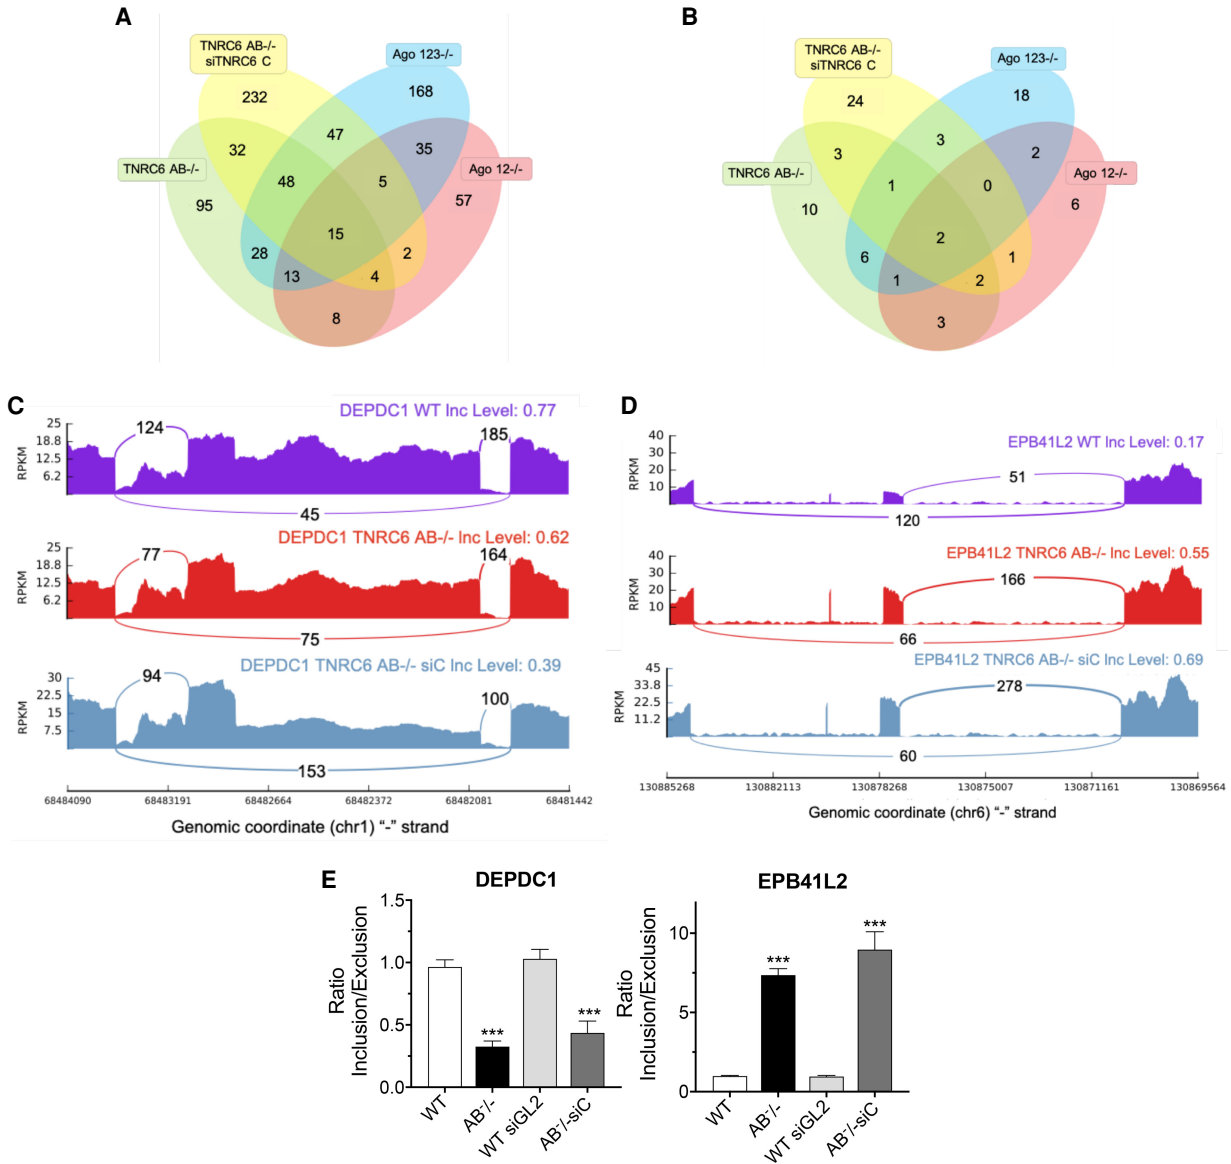 A
TNRC6 AB-/-
siTNRC6 C
Ago 123-/-
TNRC6 AB-/-
Ago 12-/-
232
168
47
32
35
48
5
57
95
15
28
2
13
4
8
B
TNRC6 AB-/-
siTNRC6 C
Ago 123-/-
TNRC6 AB-/-
Ago 12-/-
24
18
3
3
2
1
0
6
10
2
6
1
1
2
3
C
DEPDC1 WT Inc Level: 0.77
RPKM
25
18.8
12.5
6.2
124
185
45
DEPDC1 TNRC6 AB-/- Inc Level: 0.62
RPKM
25
18.8
12.5
6.2
77
164
75
DEPDC1 TNRC6 AB-/- siC Inc Level: 0.39
RPKM
30
22.5
15
7.5
94
100
153
68484090 68483191 68482664 68482372 68482081 68481442
Genomic coordinate (chr1) “-” strand
D
EPB41L2 WT Inc Level: 0.17
RPKM
40
30
20
10
51
120
EPB41L2 TNRC6 AB-/- Inc Level: 0.55
RPKM
40
30
20
10
166
66
EPB41L2 TNRC6 AB-/- siC Inc Level: 0.69
RPKM
45
33.8
22.5
11.2
278
60
130885268 130882113 130878268 130875007 130871161 130869564
Genomic coordinate (chr6) “-” strand
E
DEPDC1
Ratio
Inclusion/Exclusion
1.5
1.0
0.5
0.0
***
***
WT
AB-/-
WT siGL2
AB-/-siC
EPB41L2
Ratio
Inclusion/Exclusion
10
5
0
***
***
WT
AB-/-
WT siGL2
AB-/-siC